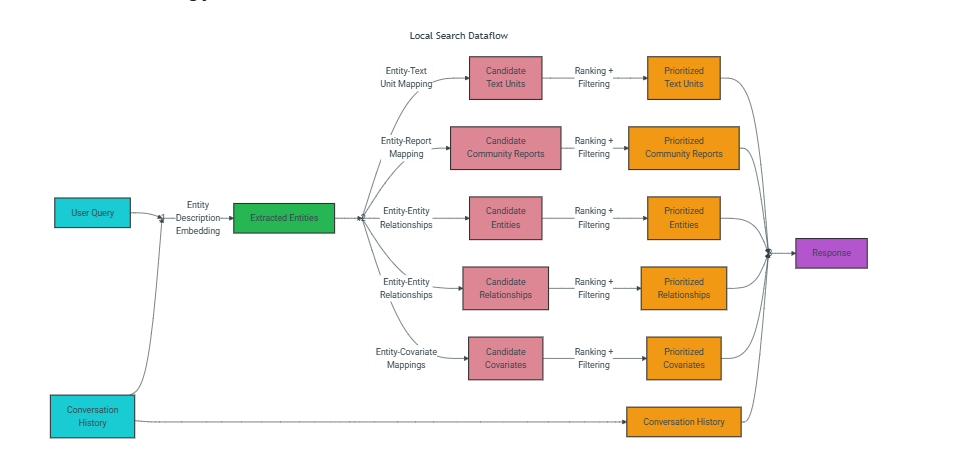 Local Search Dataflow
Entity-Text
Unit Mapping
Candidate
Text Units
Ranking +
Filtering
Prioritized
Text Units
Entity-Report
Mapping
Candidate
Community Reports
Ranking +
Filtering
Prioritized
Community Reports
User Query
Entity
Description
Embedding
Extracted Entities
Entity-Entity
Relationships
Candidate
Entities
Ranking +
Filtering
Prioritized
Entities
Response
Entity-Entity
Relationships
Candidate
Relationships
Ranking +
Filtering
Prioritized
Relationships
Entity-Covariate
Mappings
Candidate
Covariates
Ranking +
Filtering
Prioritized
Covariates
Conversation
History
Conversation History